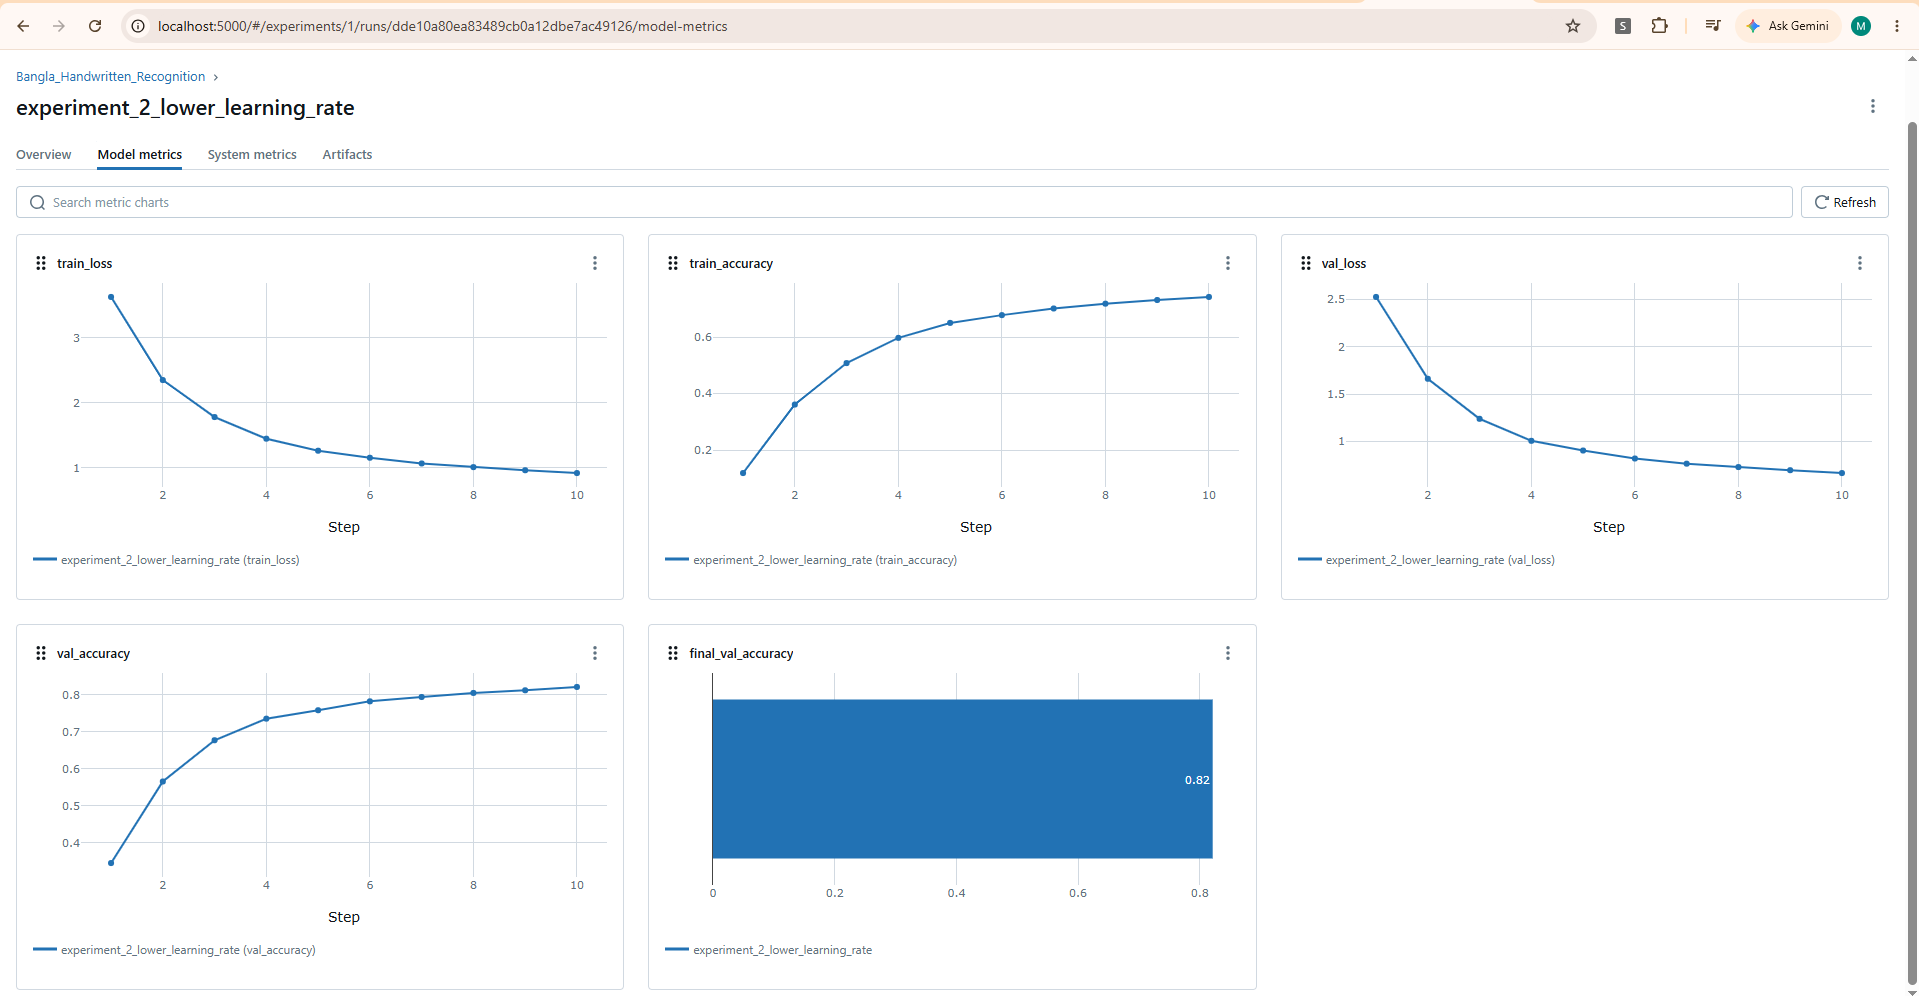 localhost:5000/#/experiments/1/runs/dde10a80ea83489cb0a12dbe7ac49126/model-metrics
S
Ask Gemini
M
Bangla_Handwritten_Recognition
experiment_2_lower_learning_rate
Overview Model metrics System metrics Artifacts
Search metric charts
Refresh
train_loss
3
2
1
2 4 6 8 10
Step
experiment_2_lower_learning_rate (train_loss)
train_accuracy
0.6
0.4
0.2
2 4 6 8 10
Step
experiment_2_lower_learning_rate (train_accuracy)
val_loss
2.5
2
1.5
1
2 4 6 8 10
Step
experiment_2_lower_learning_rate (val_loss)
val_accuracy
0.8
0.7
0.6
0.5
0.4
2 4 6 8 10
Step
experiment_2_lower_learning_rate (val_accuracy)
final_val_accuracy
0.82
0 0.2 0.4 0.6 0.8
experiment_2_lower_learning_rate